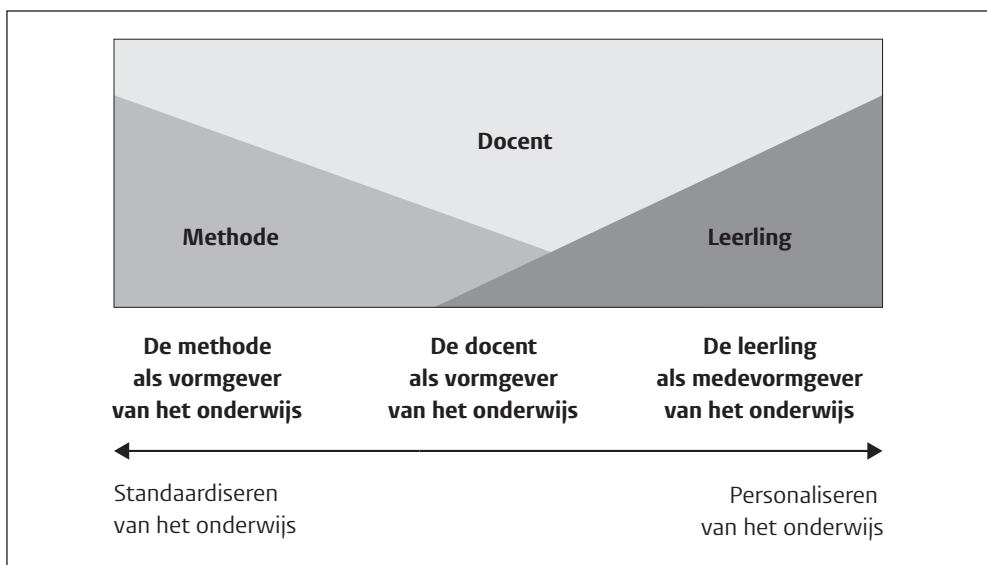 Docent
Methode
Leerling
De methode
als vormgever
van het onderwijs
De docent
als vormgever
van het onderwijs
De leerling
als medevormgever
van het onderwijs
Standaardiseren
van het onderwijs
Personaliseren
van het onderwijs